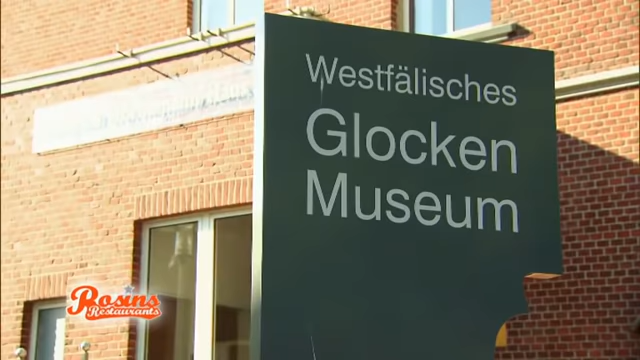 Westfälisches
Glocken
Museum
Rosins
Restaurants